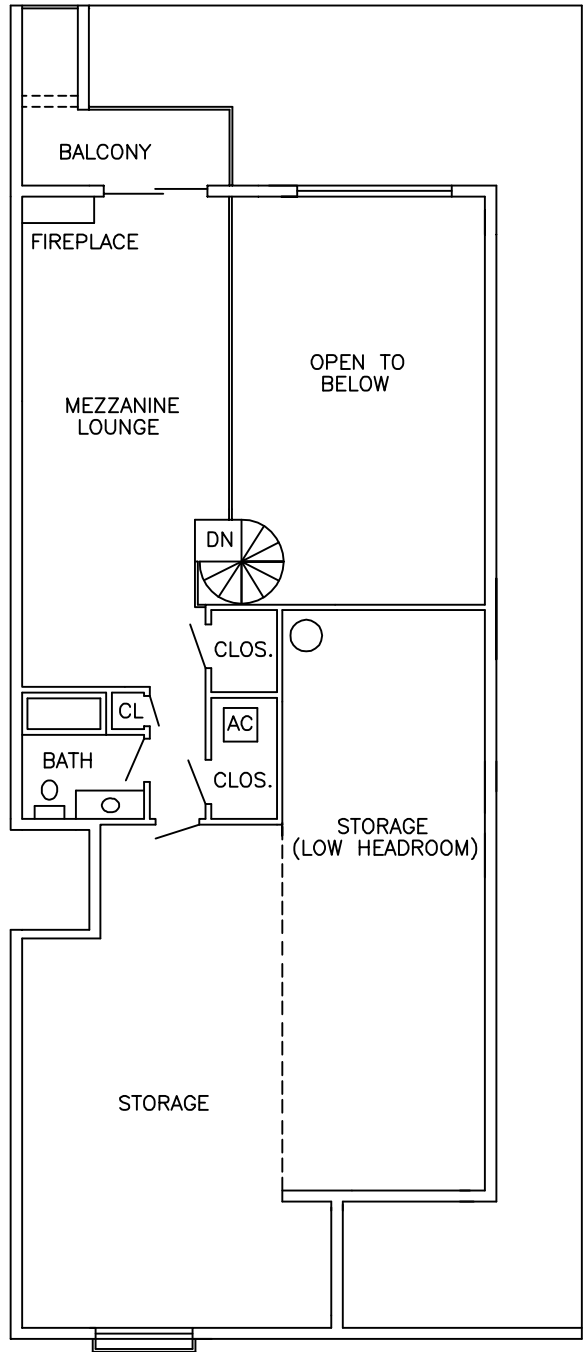 BALCONY
FIREPLACE
OPEN TO
BELOW
MEZZANINE
LOUNGE
DN
CLOS.
CL
AC
BATH
CLOS.
STORAGE
(LOW HEADROOM)
STORAGE